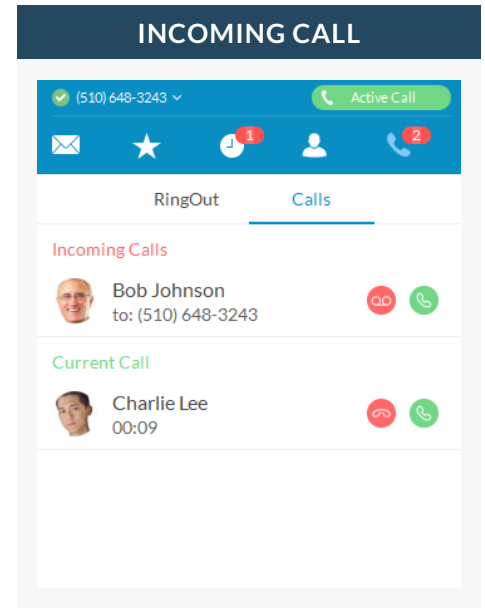 INCOMING CALL
(510) 648-3243
Active Call
1
2
RingOut
Calls
Incoming Calls
Bob Johnson
to: (510) 648-3243
Current Call
Charlie Lee
00:09